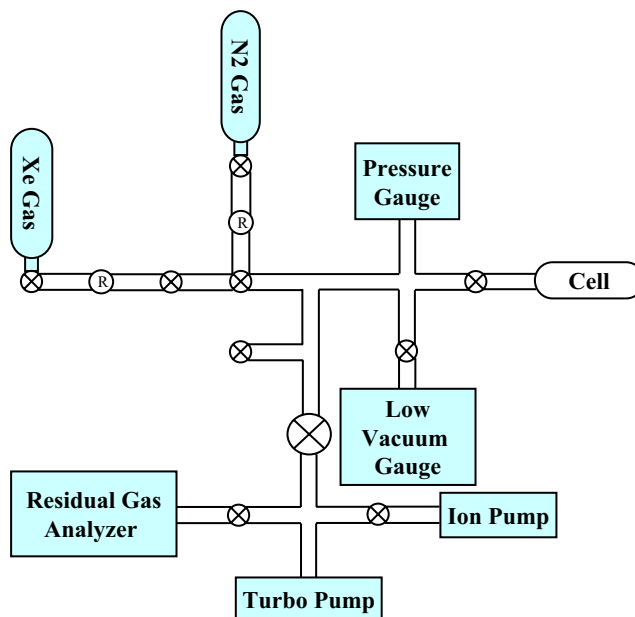 N2 Gas
Xe Gas
Pressure
Gauge
R
R
Cell
Low
Vacuum
Gauge
Residual Gas
Analyzer
Ion Pump
Turbo Pump